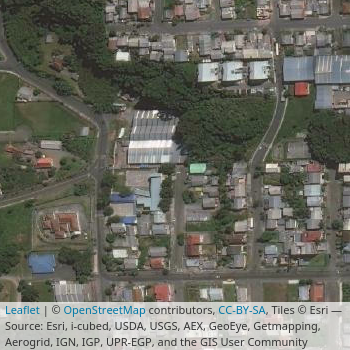 Leaflet | © OpenStreetMap contributors, CC-BY-SA, Tiles © Esri —
Source: Esri, i-cubed, USDA, USGS, AEX, GeoEye, Getmapping,
Aerogrid, IGN, IGP, UPR-EGP, and the GIS User Community